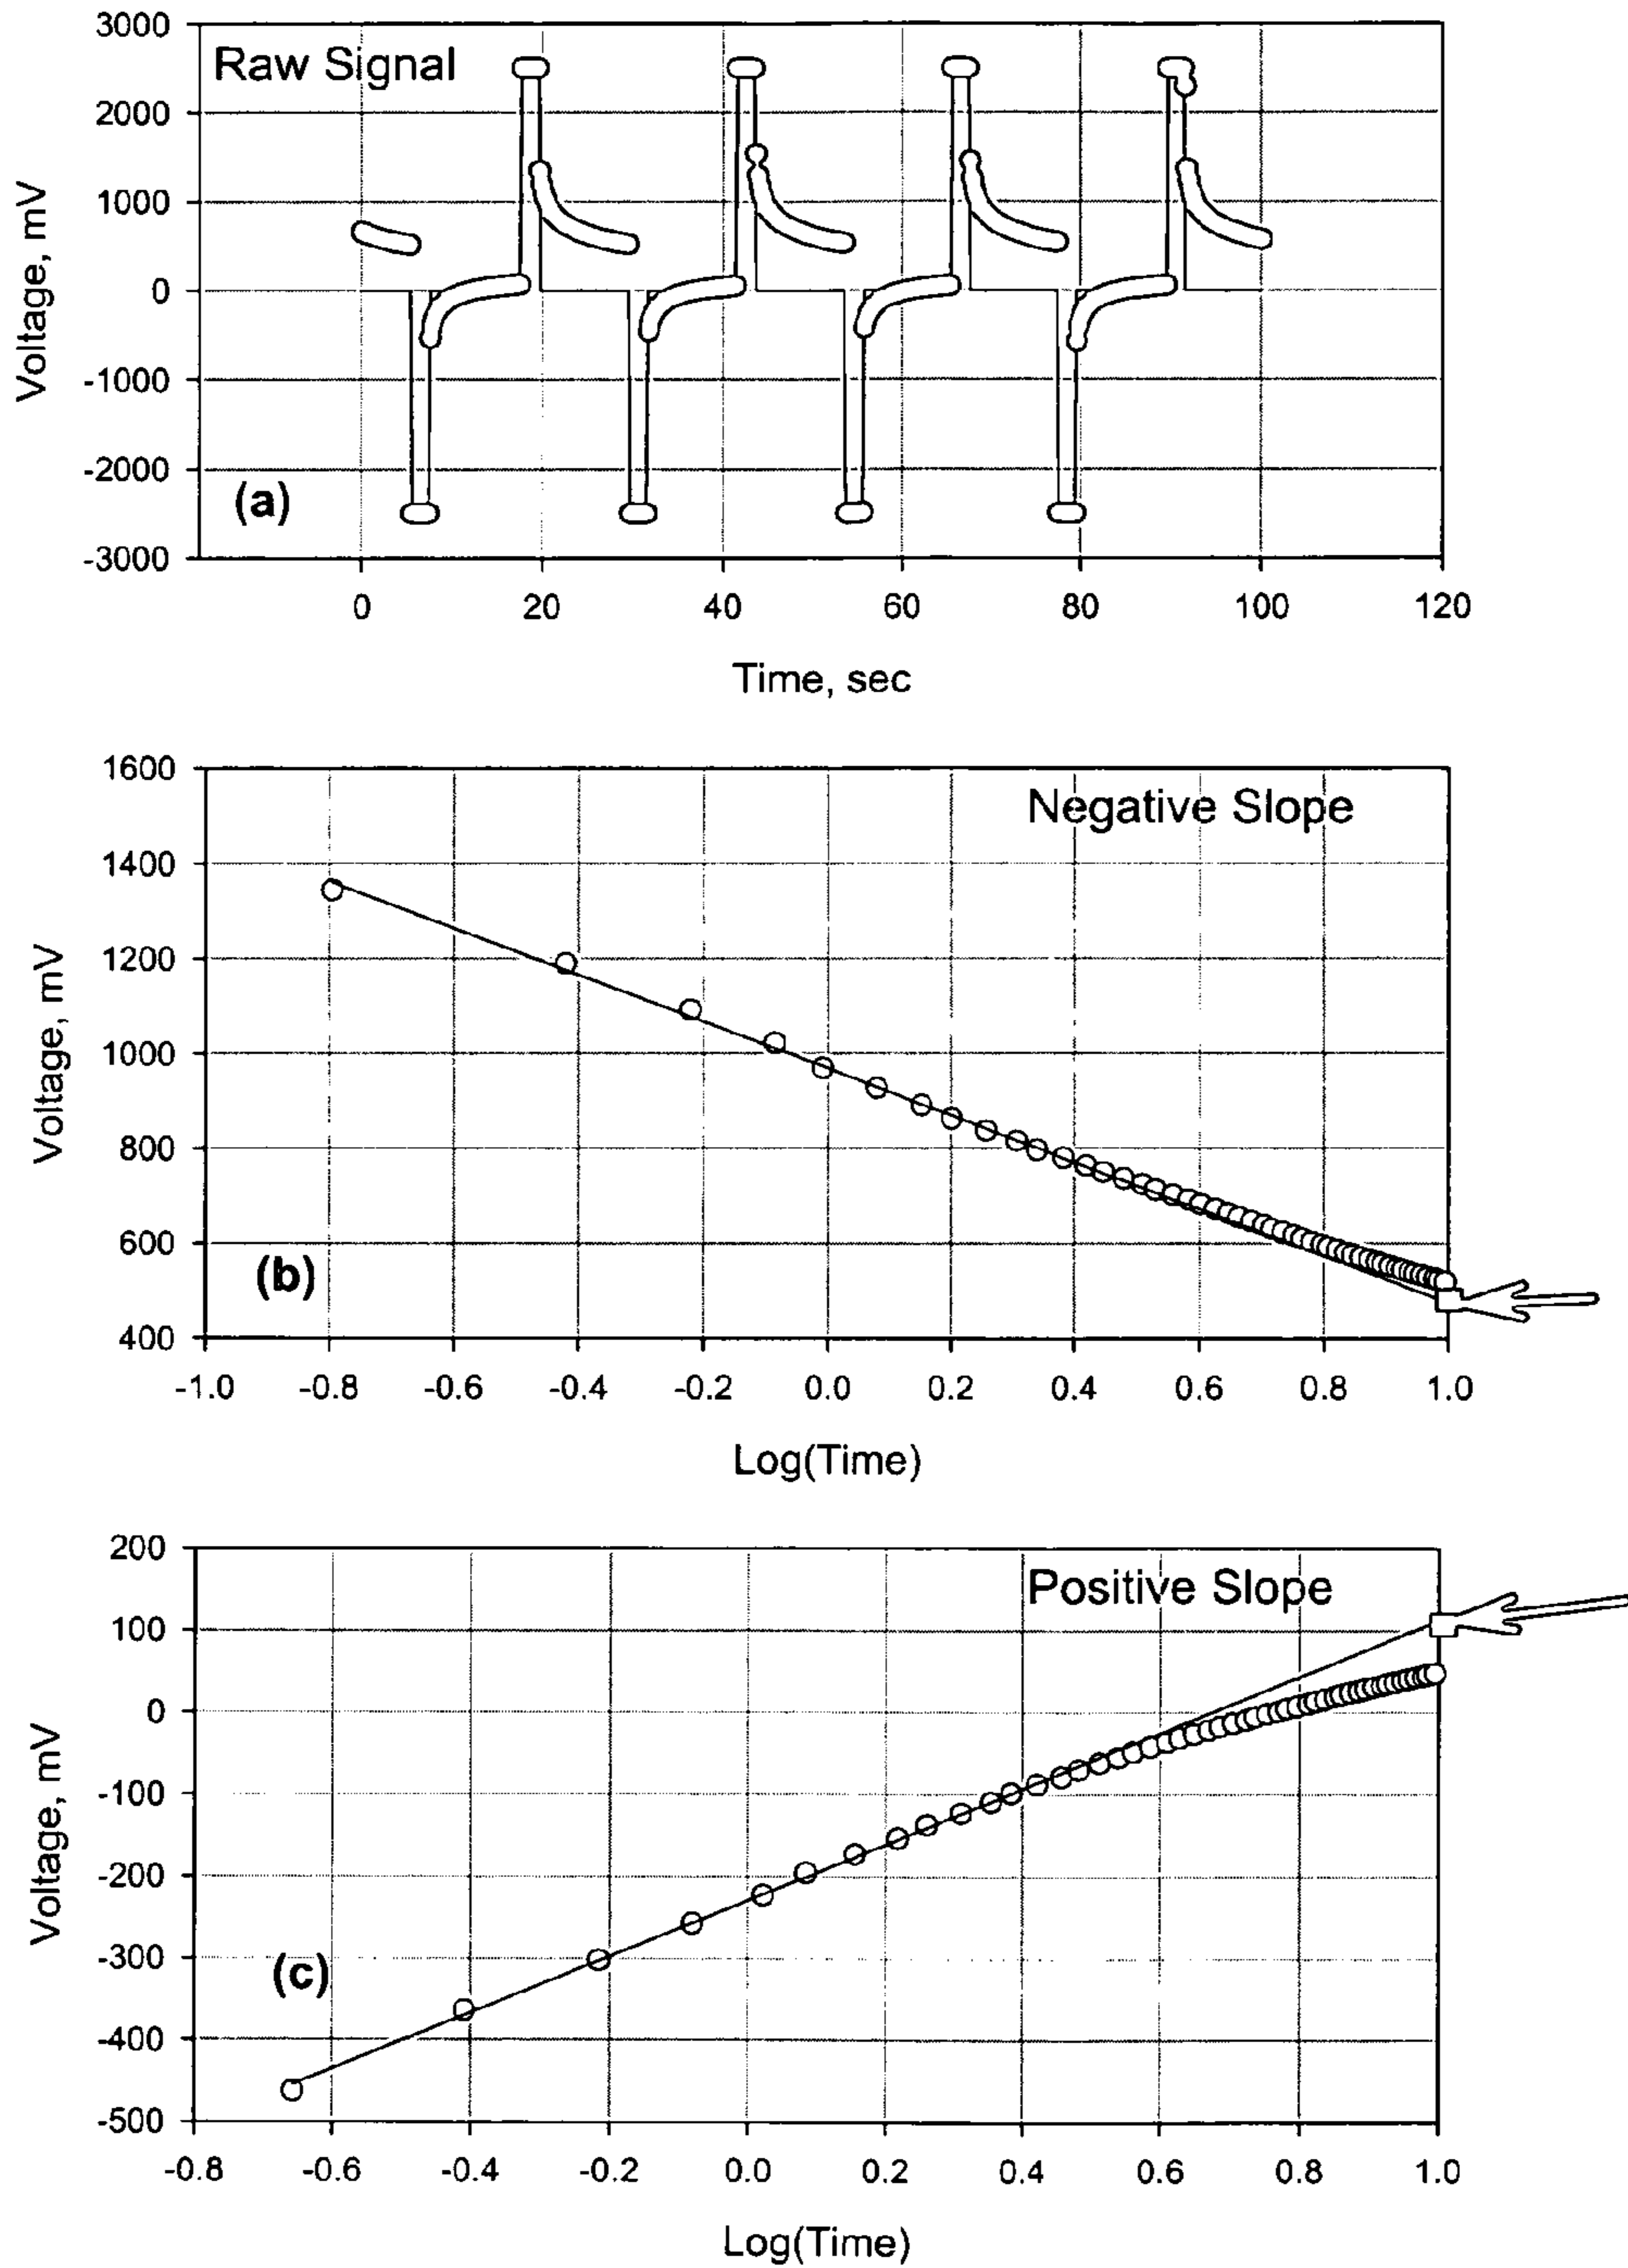 3000
Raw Signal
2000
1000
0
-1000
-2000
(a)
-3000
Voltage, mV
0 20 40 60 80 100 120
Time, sec
1600
Negative Slope
1400
1200
1000
800
600
(b)
400
Voltage, mV
-1.0 -0.8 -0.6 -0.4 -0.2 0.0 0.2 0.4 0.6 0.8 1.0
Log(Time)
200
Positive Slope
100
0
-100
-200
-300
(c)
-400
-500
Voltage, mV
-0.8 -0.6 -0.4 -0.2 0.0 0.2 0.4 0.6 0.8 1.0
Log(Time)